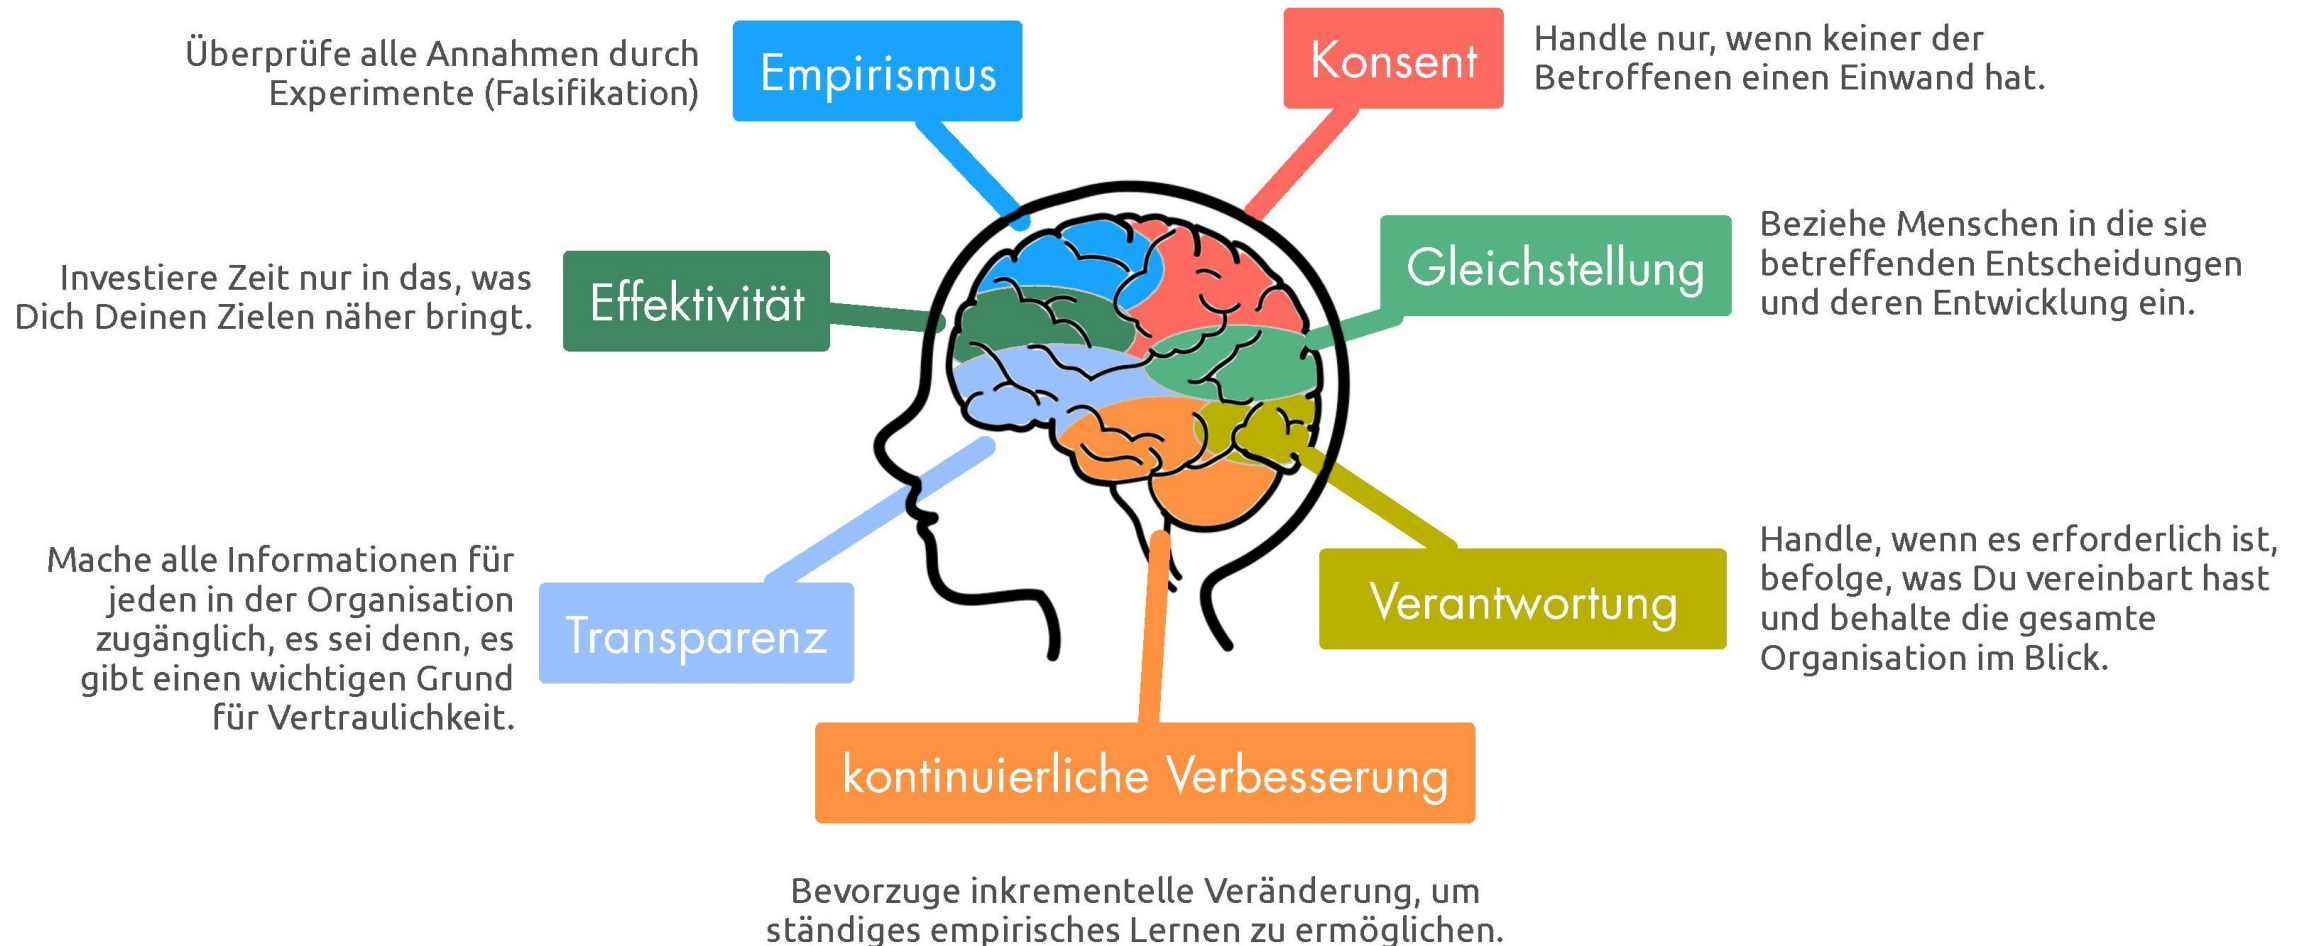 Überprüfe alle Annahmen durch
Experimente (Falsifikation)
Empirismus
Konsent
Handle nur, wenn keiner der
Betroffenen einen Einwand hat.
Investiere Zeit nur in das, was
Dich Deinen Zielen näher bringt.
Effektivität
Gleichstellung
Beziehe Menschen in die sie
betreffenden Entscheidungen
und deren Entwicklung ein.
Mache alle Informationen für
jeden in der Organisation
zugänglich, es sei denn, es
gibt einen wichtigen Grund
für Vertraulichkeit.
Transparenz
Verantwortung
Handle, wenn es erforderlich ist,
befolge, was Du vereinbart hast
und behalte die gesamte
Organisation im Blick.
kontinuierliche Verbesserung
Bevorzuge inkrementelle Veränderung, um
ständiges empirisches Lernen zu ermöglichen.